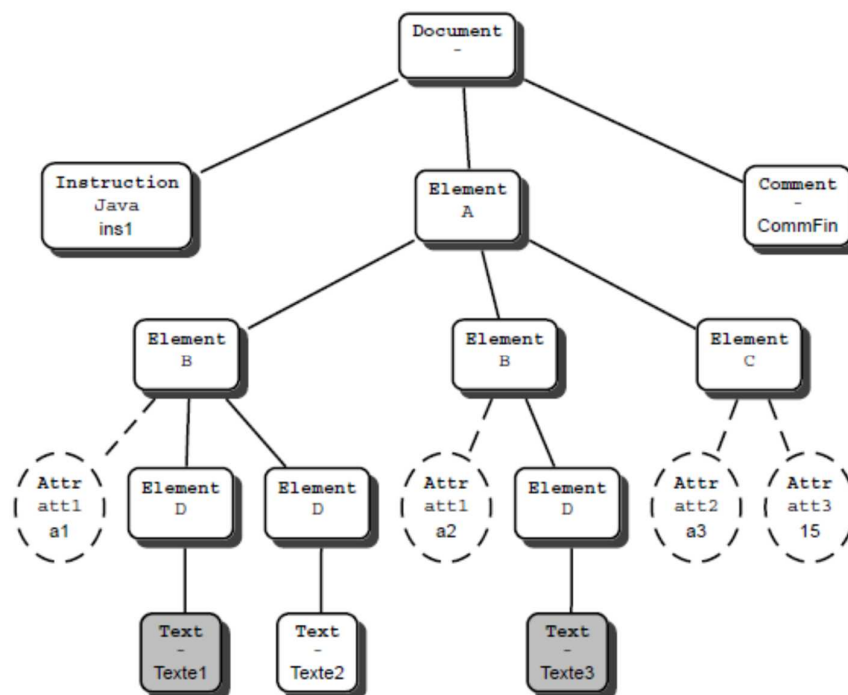 Document
-
Instruction
Java
ins1
Element
A
Comment
-
CommFin
Element
B
Element
B
Element
C
Attr
att1
a1
Element
D
Element
D
Attr
att1
a2
Element
D
Attr
att2
a3
Attr
att3
15
Text
-
Texte1
Text
-
Texte2
Text
-
Texte3